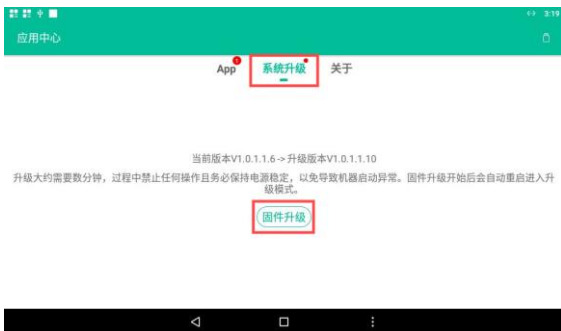 3:19
应用中心
App 1 系统升级 关于
当前版本V1.0.1.1.6->升级版本V1.0.1.1.10
升级大约需要数分钟，过程中禁止任何操作且务必保持电源稳定，以免导致机器启动异常。固件升级开始后会自动重启进入升
级模式。
固件升级